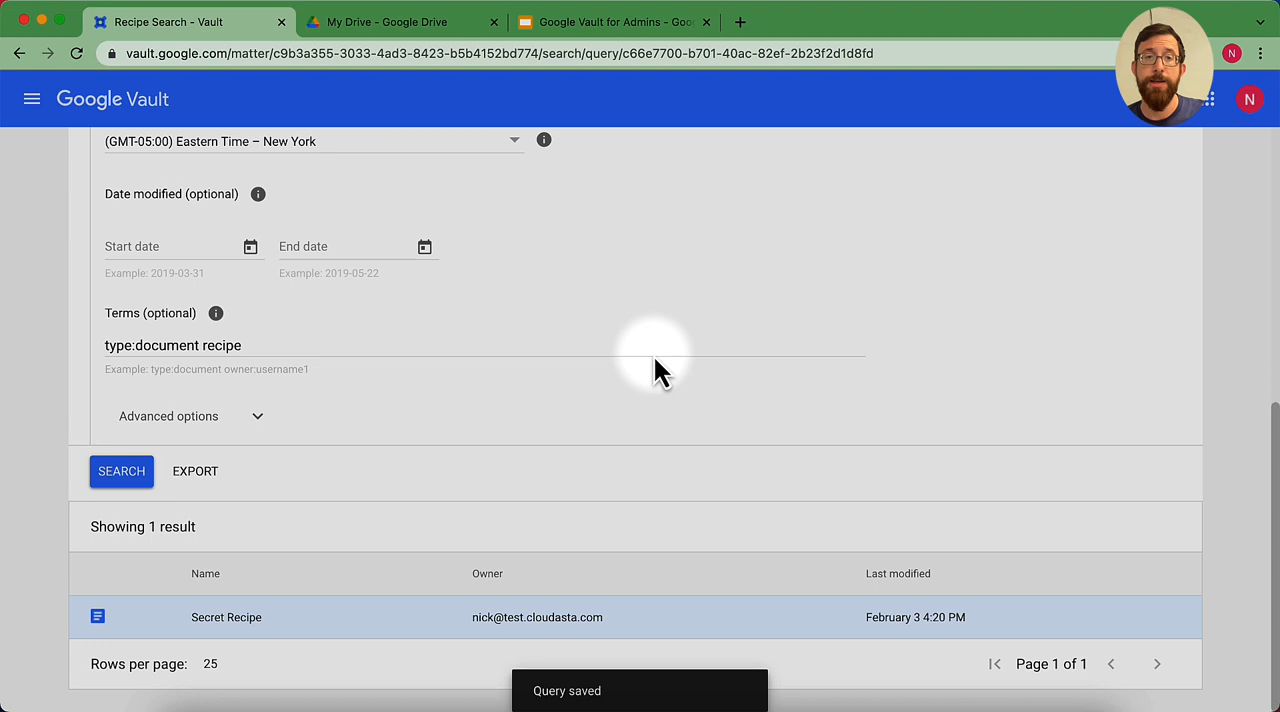 Recipe Search - Vault
My Drive - Google Drive
Google Vault for Admins - Goo
vault.google.com/matter/c9b3a355-3033-4ad3-8423-b5b4152bd774/search/query/c66e7700-b701-40ac-82ef-2b23f2d1d8fd
N
Google Vault
N
(GMT-05:00) Eastern Time – New York
Date modified (optional)
Start date End date
Example: 2019-03-31 Example: 2019-05-22
Terms (optional)
type:document recipe
Example: type:document owner:username1
Advanced options
SEARCH EXPORT
Showing 1 result
Name Owner Last modified
Secret Recipe nick@test.cloudasta.com February 3 4:20 PM
Rows per page: 25 Page 1 of 1
Query saved